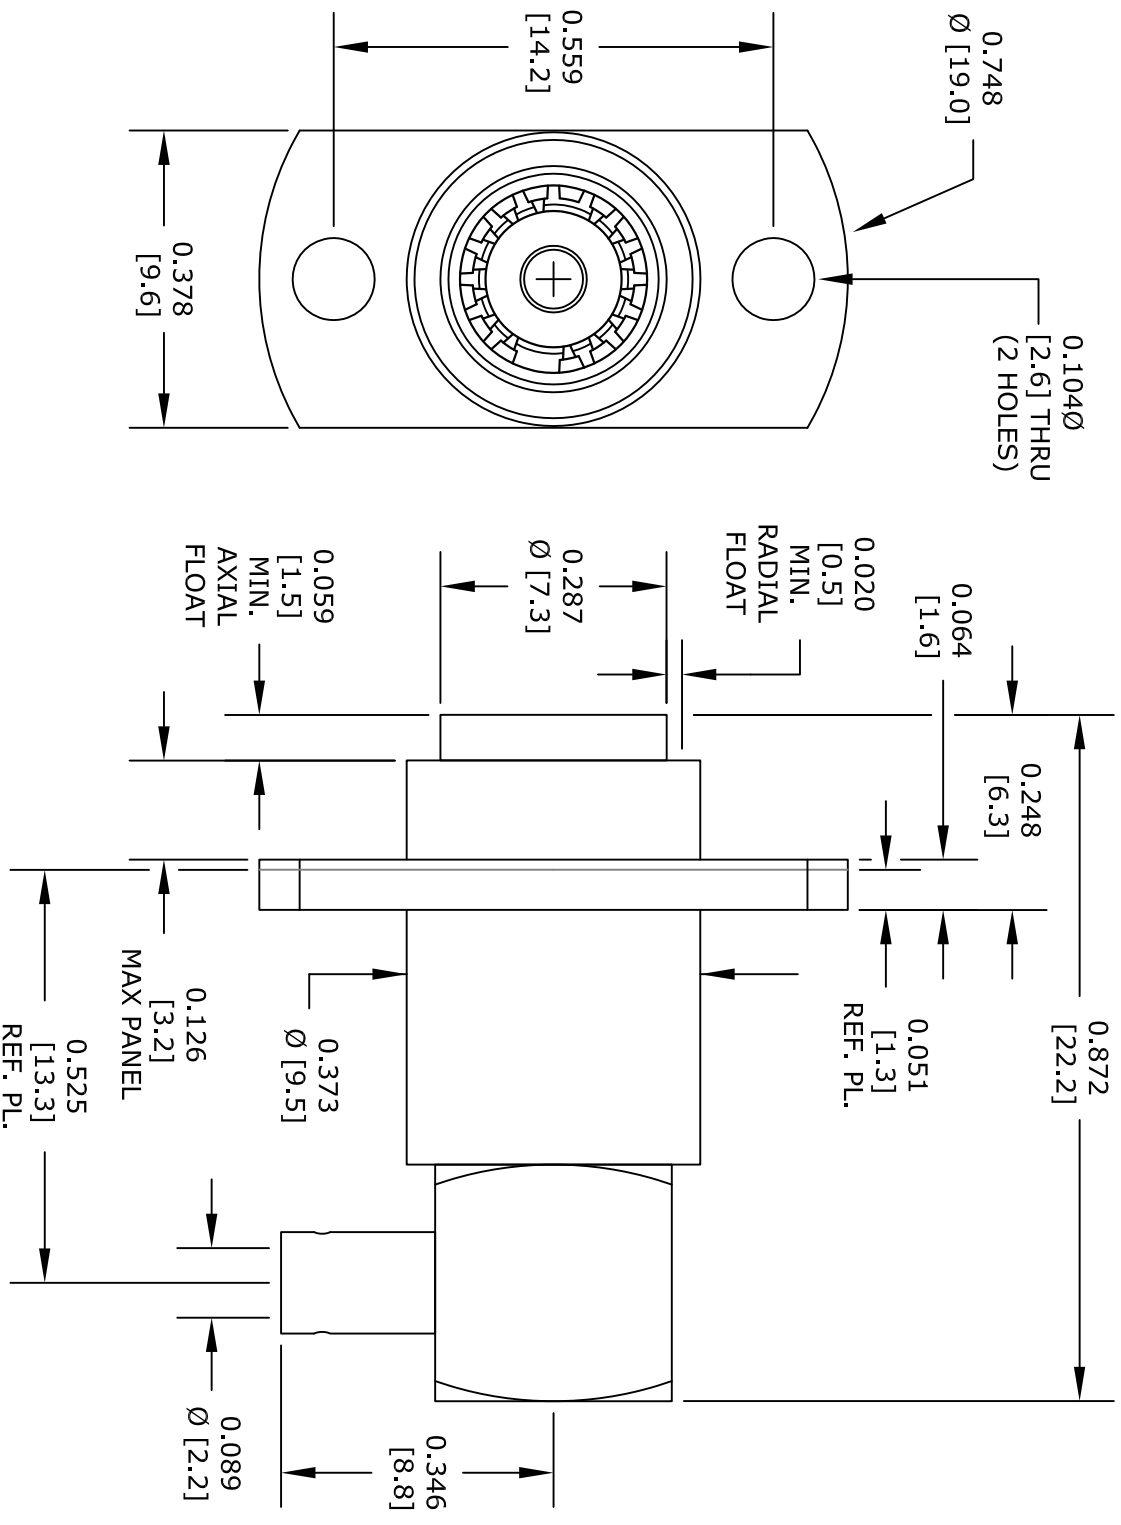 0.748
Ø [19.0]
0.559
[14.2]
0.104Ø
[2.6] THRU
(2 HOLES)
0.378
[9.6]
0.020
[0.5]
MIN.
RADIAL
FLOAT
0.064
[1.6]
0.287
Ø [7.3]
0.059
[1.5]
MIN.
AXIAL
FLOAT
0.248
[6.3]
0.872
[22.2]
0.051
[1.3]
REF. PL.
0.373
Ø [9.5]
0.126
[3.2]
MAX PANEL
0.525
[13.3]
REF. PL.
0.346
[8.8]
0.089
Ø [2.2]